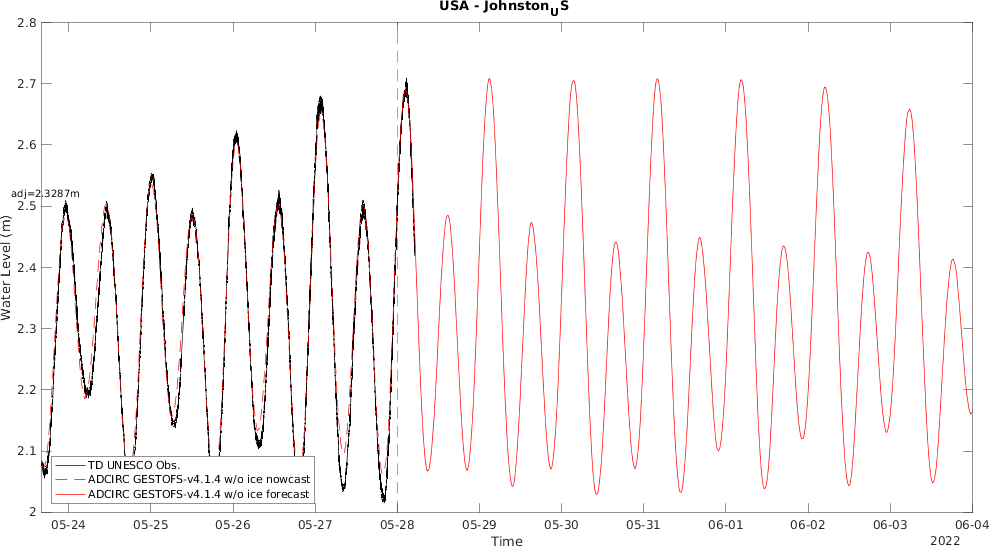 USA - Johnston_US
2.8
2.7
2.6
adj=2.3287m
2.5
2.4
2.3
2.2
2.1
2
Water Level (m)
TD UNESCO Obs.
ADCIRC GESTOFS-v4.1.4 w/o ice nowcast
ADCIRC GESTOFS-v4.1.4 w/o ice forecast
05-24 05-25 05-26 05-27 05-28 05-29 05-30 05-31 06-01 06-02 06-03 06-04
Time
2022